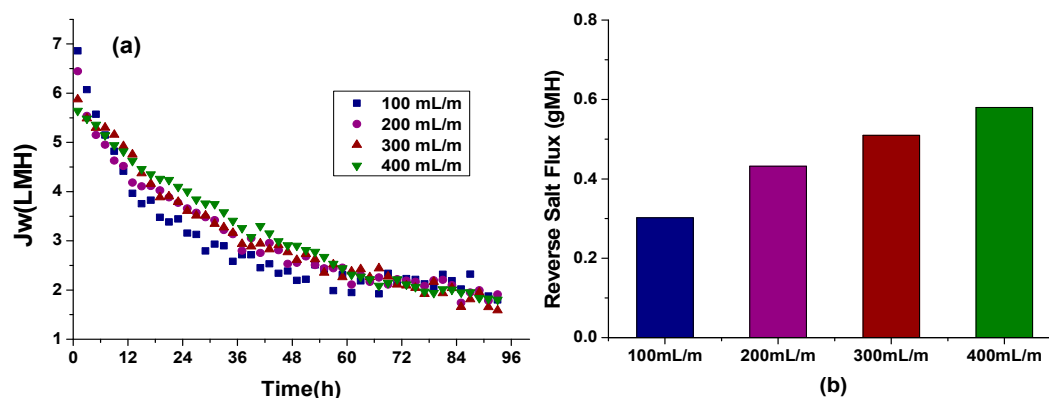 (a)
Jw(LMH)
7
6
5
4
3
2
1
100 mL/m
200 mL/m
300 mL/m
400 mL/m
0 12 24 36 48 60 72 84 96
Time(h)
Reverse Salt Flux (gMH)
0.8
0.6
0.4
0.2
0.0
100mL/m 200mL/m 300mL/m 400mL/m
(b)